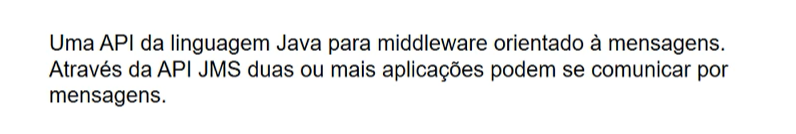 Uma API da linguagem Java para middleware orientado à mensagens.
Através da API JMS duas ou mais aplicações podem se comunicar por
mensagens.